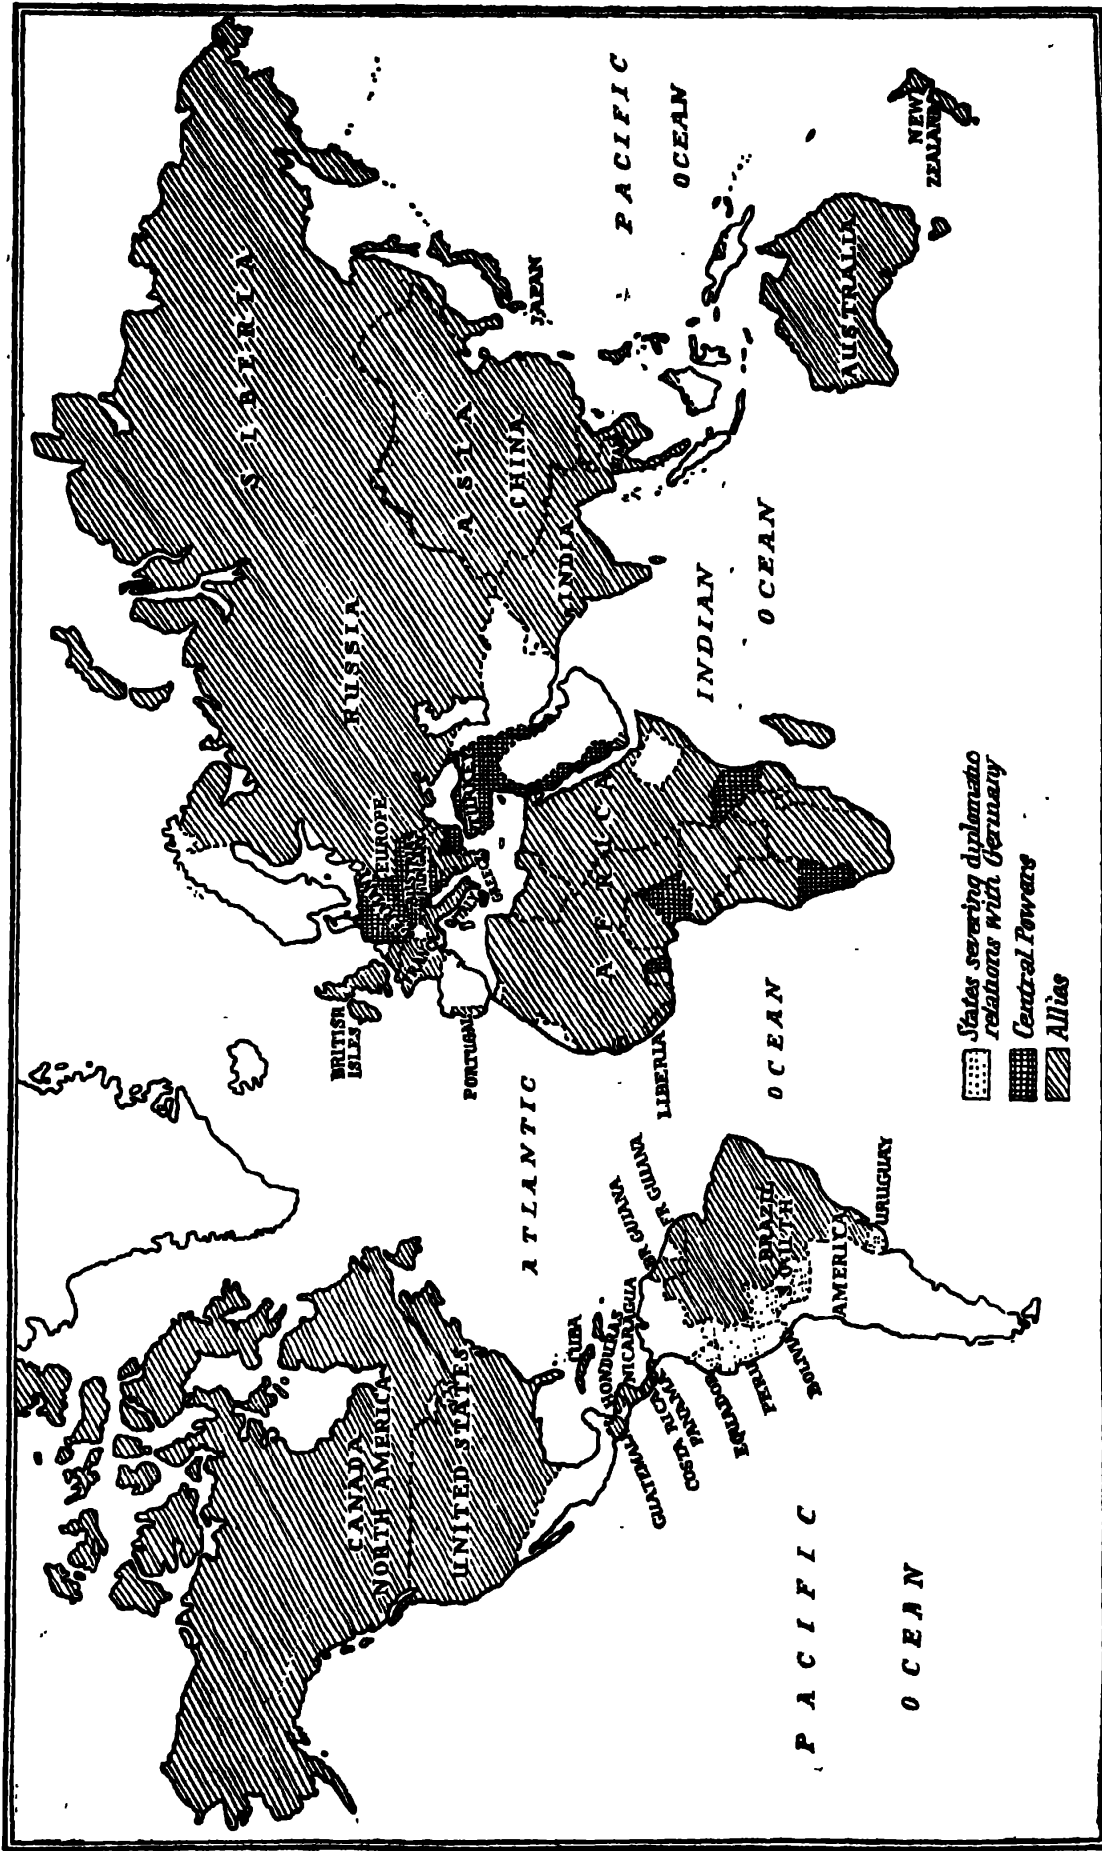 SIBERIA
RUSSIA
ASIA
CHINA
INDIA
JAPAN
SIAM
PACIFIC
OCEAN
NEW
ZEALAND
AUSTRALIA
INDIAN
OCEAN
EUROPE
TURKEY
ITALY
GREECE
BRITISH
ISLES
PORTUGAL
AFRICA
LIBERIA
ATLANTIC
OCEAN
CANADA
NORTH AMERICA
UNITED STATES
CUBA
HONDURAS
NICARAGUA
GUATEMALA
COSTA RICA
PANAMA
EQUADOR
PERU
BOLIVIA
BR GUIANA
FR GUIANA
BRAZIL
SOUTH
AMERICA
URUGUAY
PACIFIC
OCEAN
States severing diplomatic
relations with Germany
Central Powers
Allies